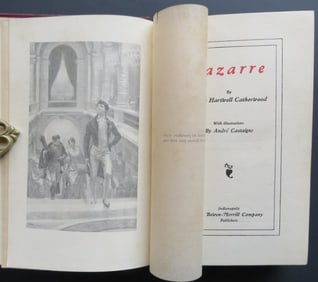 azarre
By
Hartwell Catherwood
With Illustrations
By André Castaigne
Indianapolis
Bowen-Merrill Company
Publishers